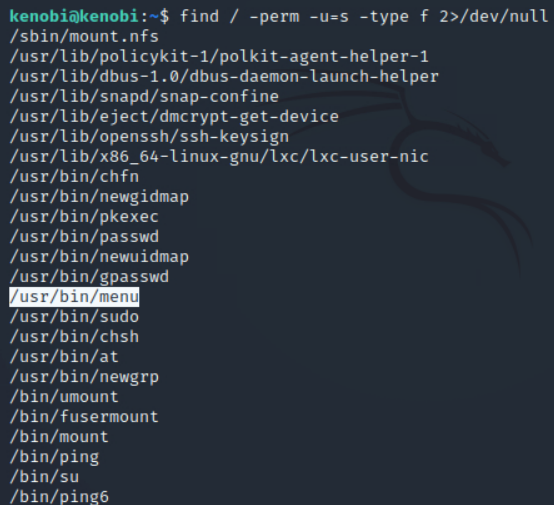 kenobi@kenobi:~$ find / -perm -u=s -type f 2>/dev/null
/sbin/mount.nfs
/usr/lib/policykit-1/polkit-agent-helper-1
/usr/lib/dbus-1.0/dbus-daemon-launch-helper
/usr/lib/snapd/snap-confine
/usr/lib/eject/dmcrypt-get-device
/usr/lib/openssh/ssh-keysign
/usr/lib/x86_64-linux-gnu/lxc/lxc-user-nic
/usr/bin/chfn
/usr/bin/newgidmap
/usr/bin/pkexec
/usr/bin/passwd
/usr/bin/newuidmap
/usr/bin/gpasswd
/usr/bin/menu
/usr/bin/sudo
/usr/bin/chsh
/usr/bin/at
/usr/bin/newgrp
/bin/umount
/bin/fusermount
/bin/mount
/bin/ping
/bin/su
/bin/ping6